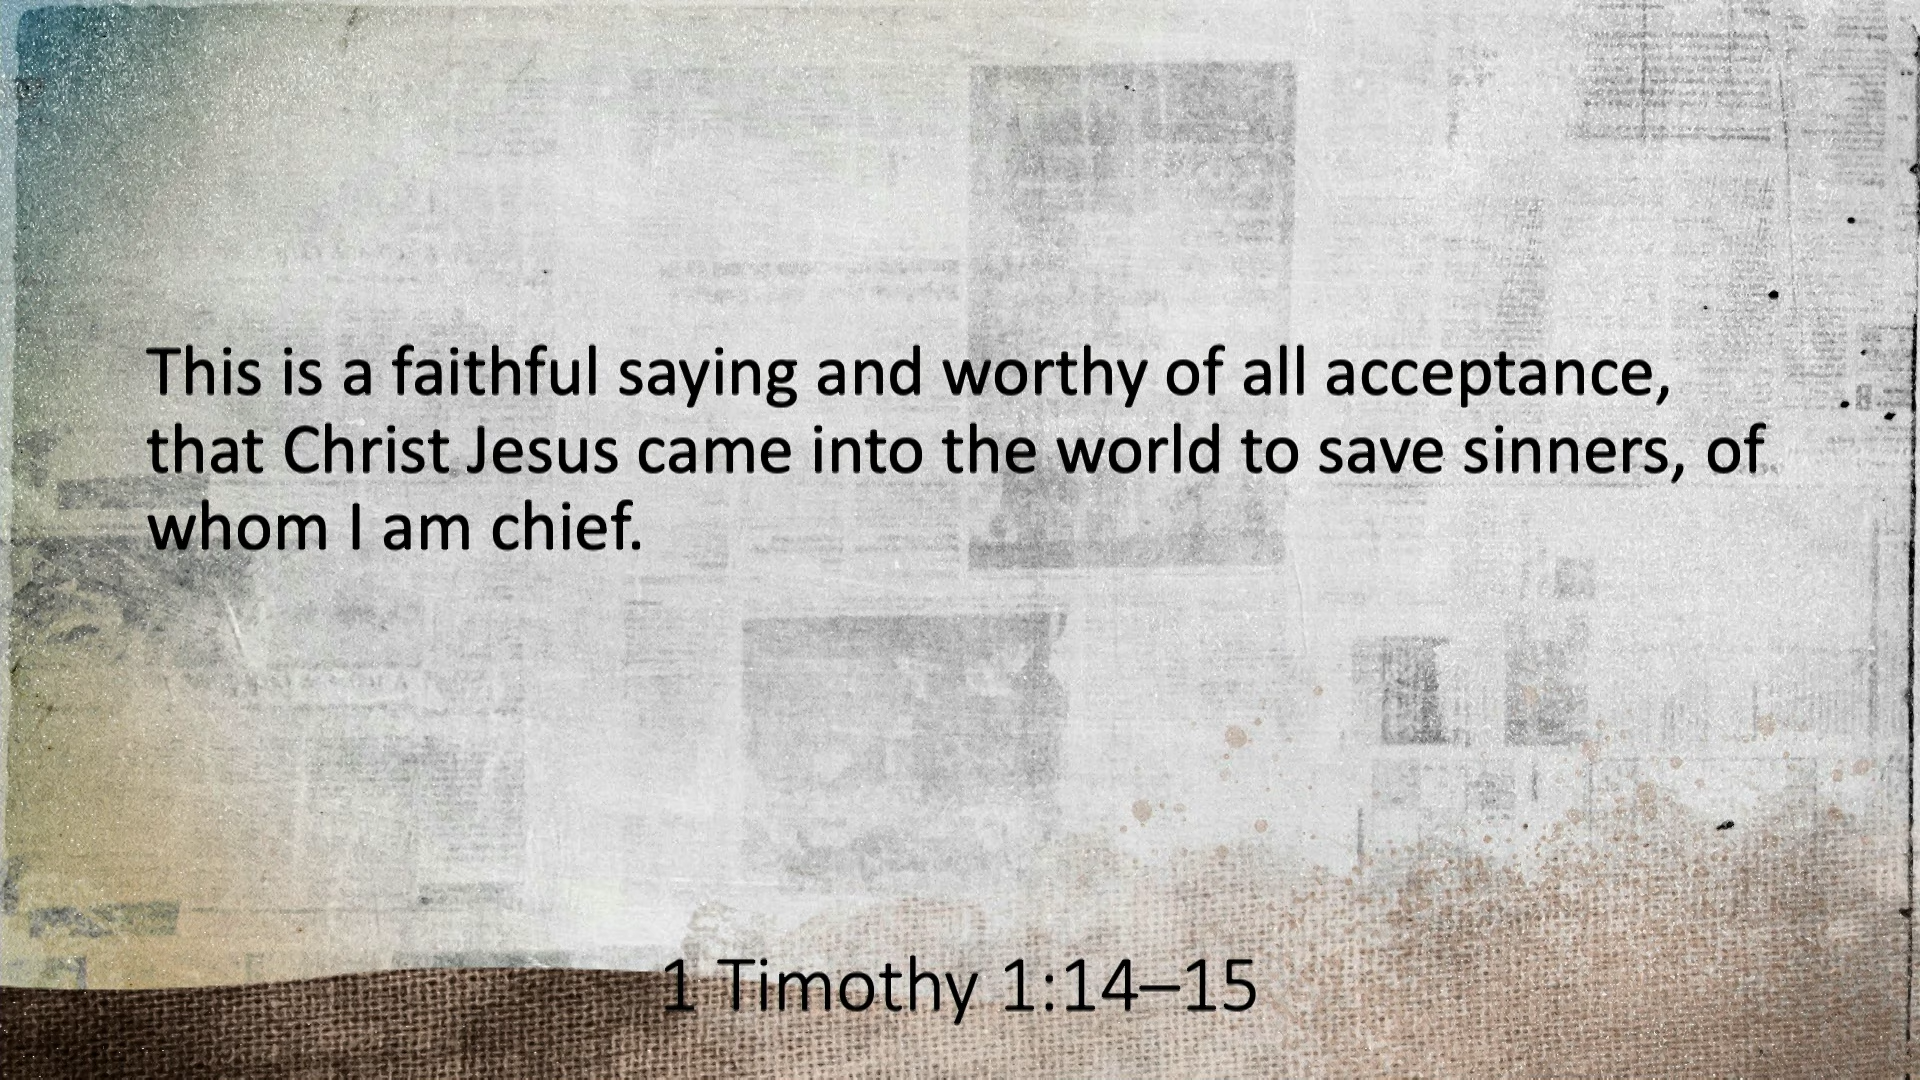 This is a faithful saying and worthy of all acceptance,
that Christ Jesus came into the world to save sinners, of
whom I am chief.
1 Timothy 1:14–15